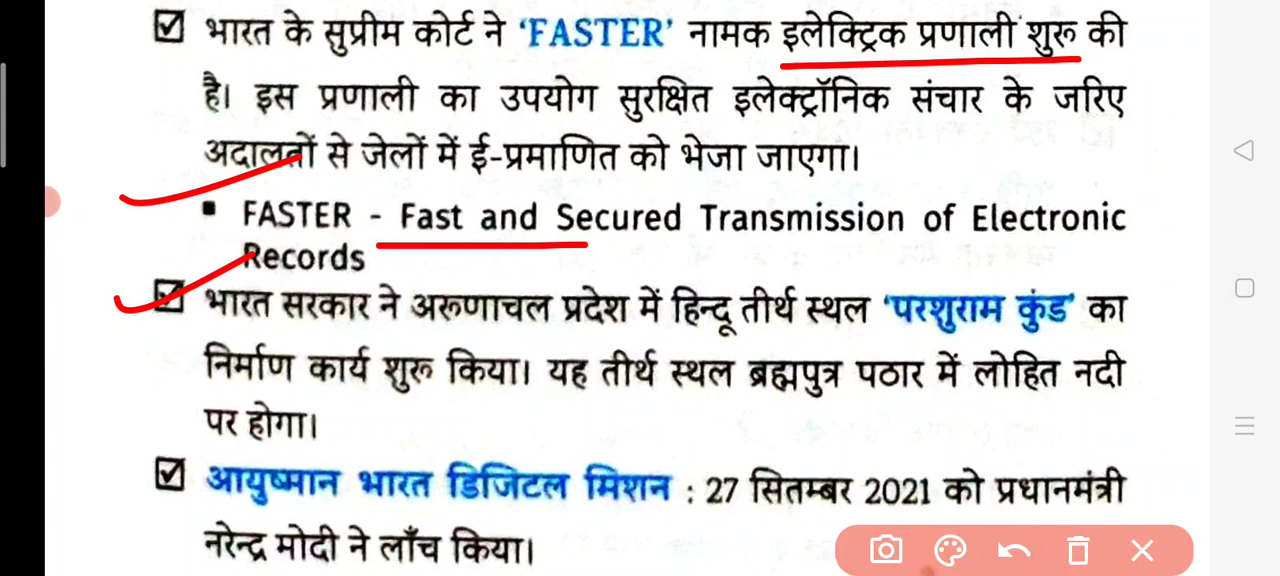 भारत के सुप्रीम कोर्ट ने 'FASTER' नामक इलेक्ट्रिक प्रणाली शुरू की
है। इस प्रणाली का उपयोग सुरक्षित इलेक्ट्रॉनिक संचार के जरिए
अदालतों से जेलों में ई-प्रमाणित को भेजा जाएगा।
▪ FASTER - Fast and Secured Transmission of Electronic
Records
भारत सरकार ने अरूणाचल प्रदेश में हिन्दू तीर्थ स्थल 'परशुराम कुंड' का
निर्माण कार्य शुरू किया। यह तीर्थ स्थल ब्रह्मपुत्र पठार में लोहित नदी
पर होगा।
आयुष्मान भारत डिजिटल मिशन : 27 सितम्बर 2021 को प्रधानमंत्री
नरेन्द्र मोदी ने लाँच किया।